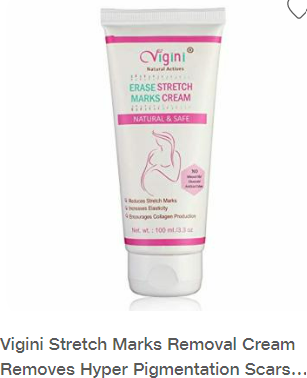 Vigini®
Natural Actives
ERASE STRETCH
MARKS CREAM
NATURAL & SAFE
NO
Reduces Stretch Marks
Increases Elasticity
Encourages Collagen Production
Net. wt. : 100 ml./3.3 oz
Vigini Stretch Marks Removal Cream
Removes Hyper Pigmentation Scars...